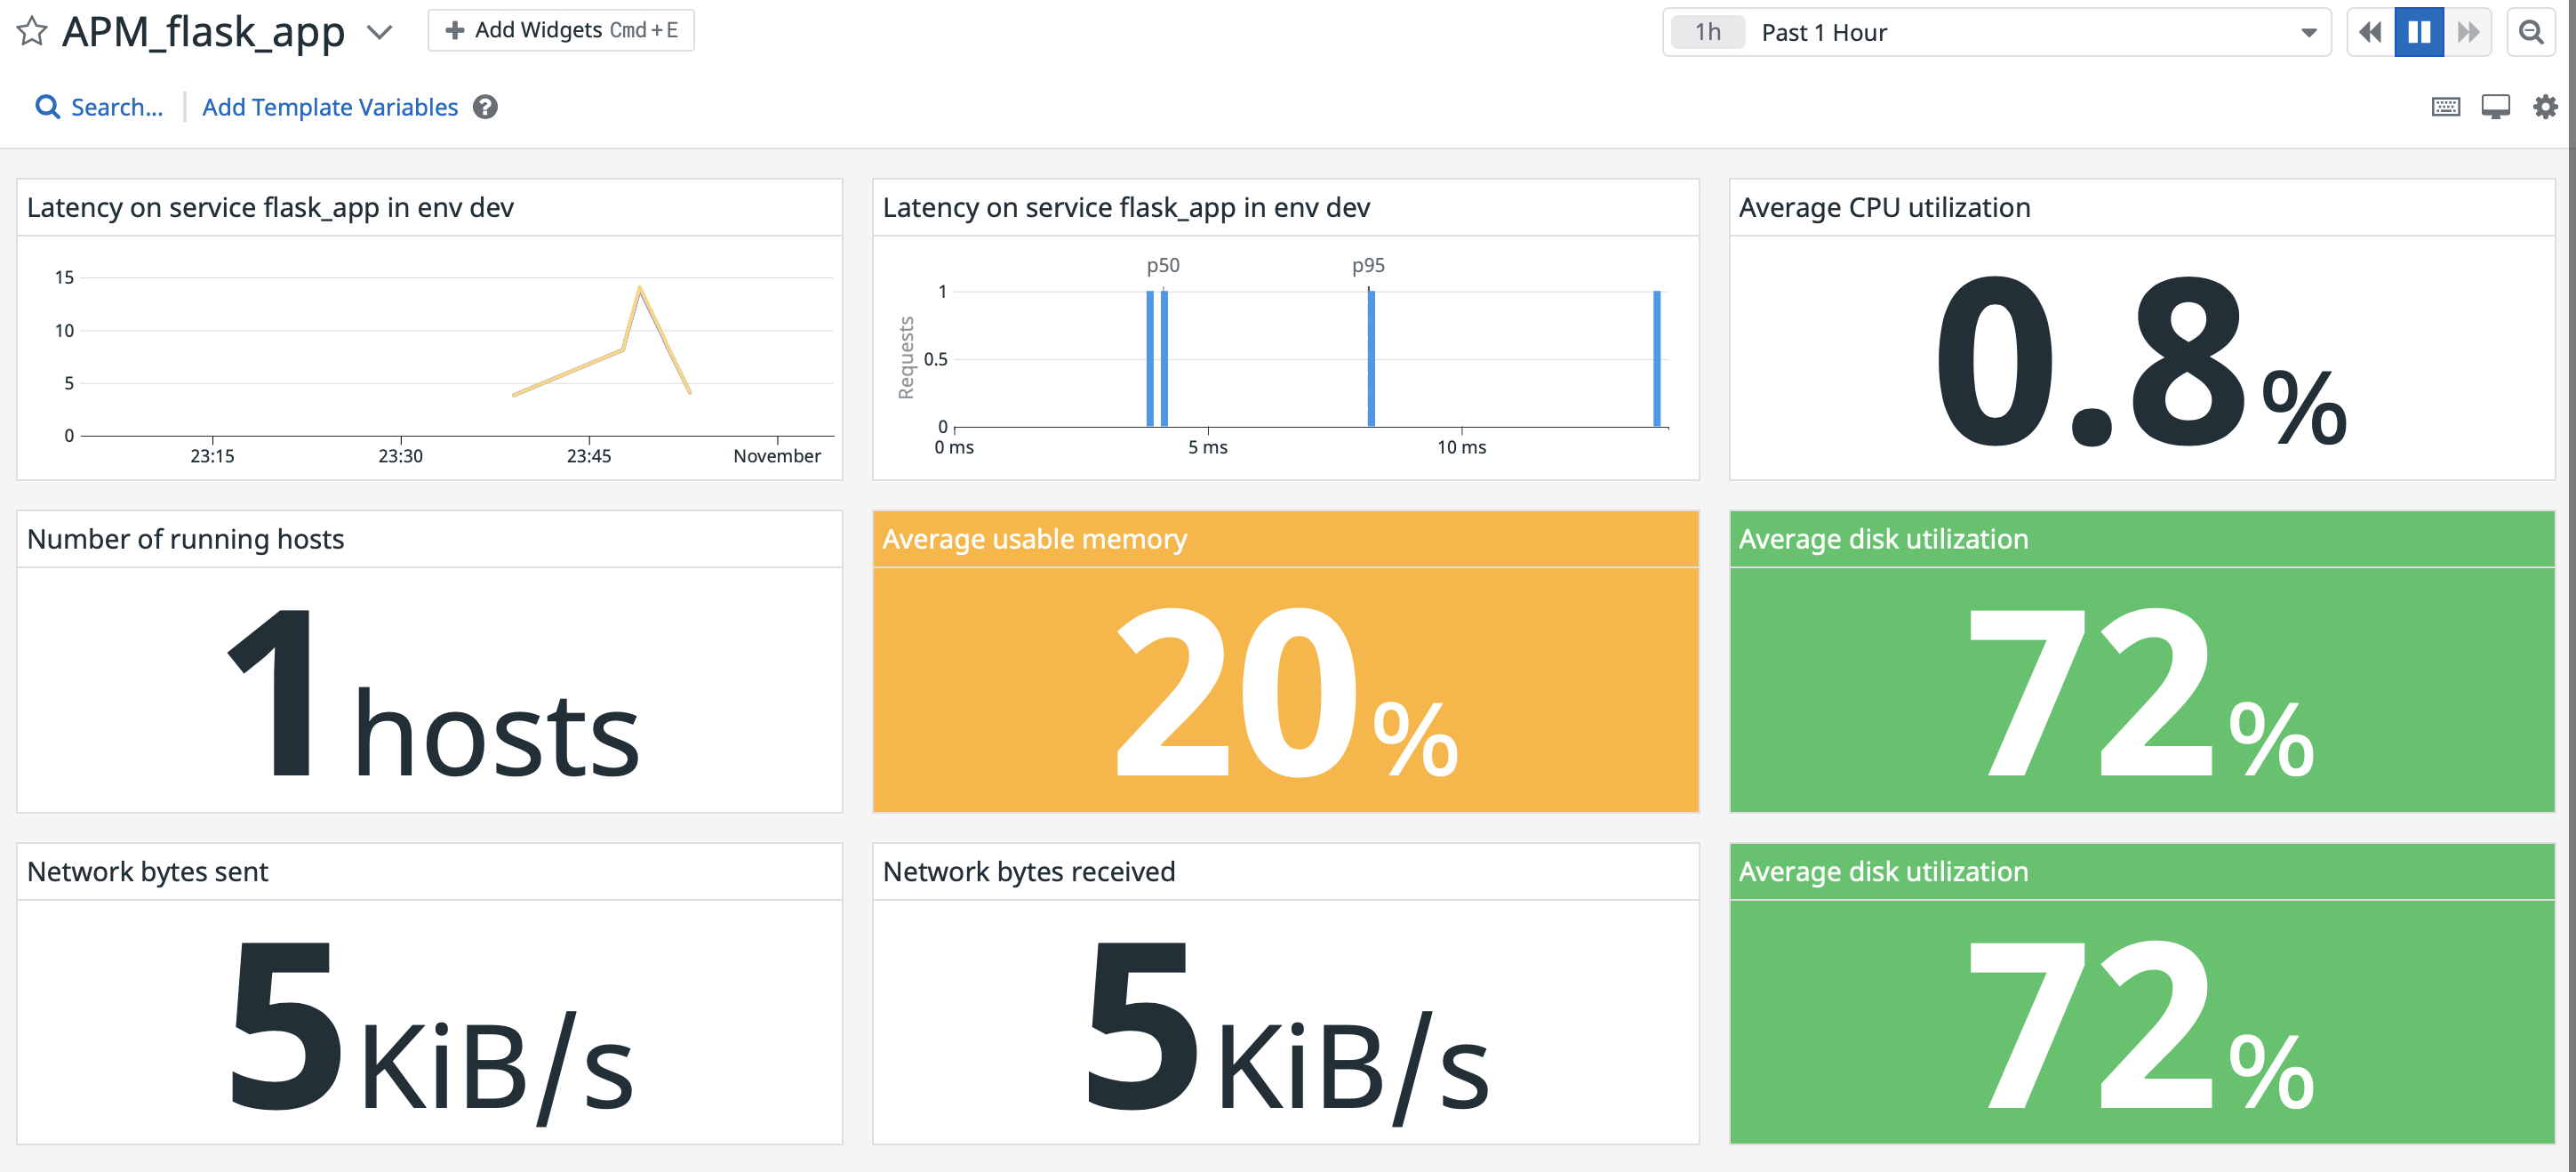 APM_flask_app
Add Widgets Cmd+E
1h Past 1 Hour
Search...
Add Template Variables ?
Latency on service flask_app in env dev
15
10
5
0
23:15 23:30 23:45 November
Latency on service flask_app in env dev
p50 p95
Requests
1
0.5
0
0 ms 5 ms 10 ms
Average CPU utilization
0.8%
Number of running hosts
1 hosts
Average usable memory
20%
Average disk utilization
72%
Network bytes sent
5 KiB/s
Network bytes received
5 KiB/s
Average disk utilization
72%